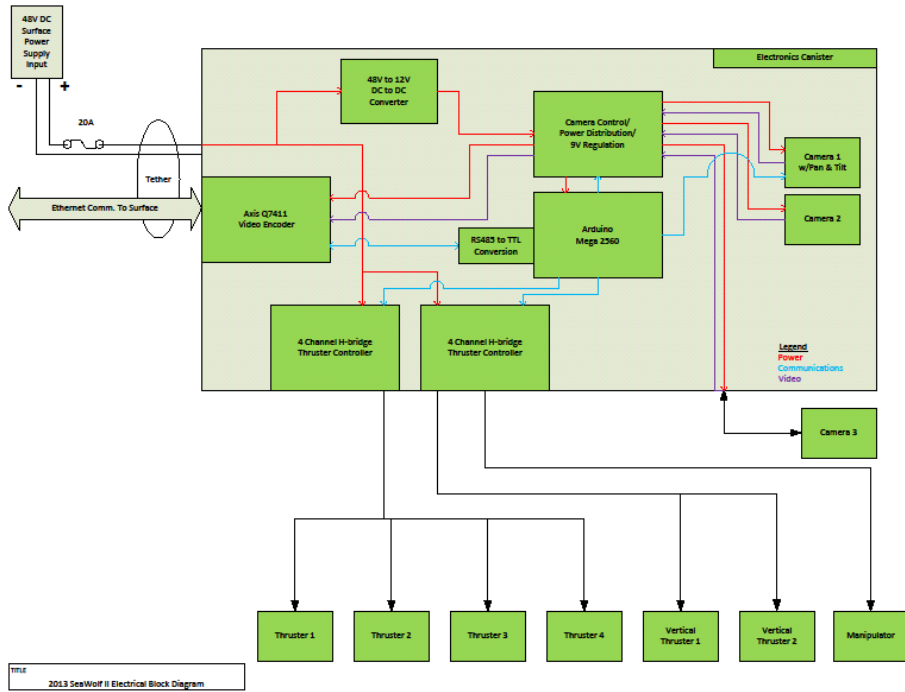 48V DC
Surface
Power
Supply
Input
- +
20A
Tether
Ethernet Comm. To Surface
Electronics Canister
48V to 12V
DC to DC
Converter
Camera Control/
Power Distribution/
9V Regulation
Camera 1
w/Pan & Tilt
Camera 2
Axis Q7411
Video Encoder
RS485 to TTL
Conversion
Arduino
Mega 2560
4 Channel H-bridge
Thruster Controller
4 Channel H-bridge
Thruster Controller
Legend
Power
Communications
Video
Camera 3
Thruster 1
Thruster 2
Thruster 3
Thruster 4
Vertical
Thruster 1
Vertical
Thruster 2
Manipulator
TITLE
2013 SeaWolf II Electrical Block Diagram